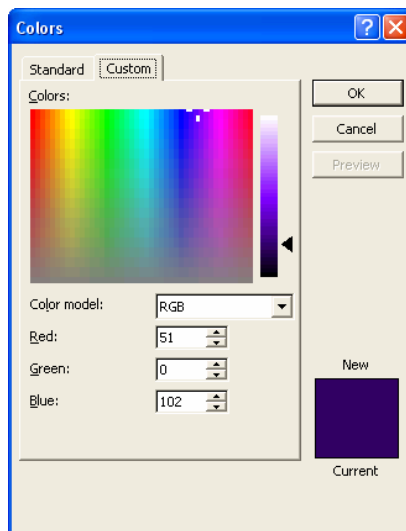 Colors
Standard
Custom
Colors:
OK
Cancel
Preview
Color model:
RGB
Red:
51
Green:
0
Blue:
102
New
Current